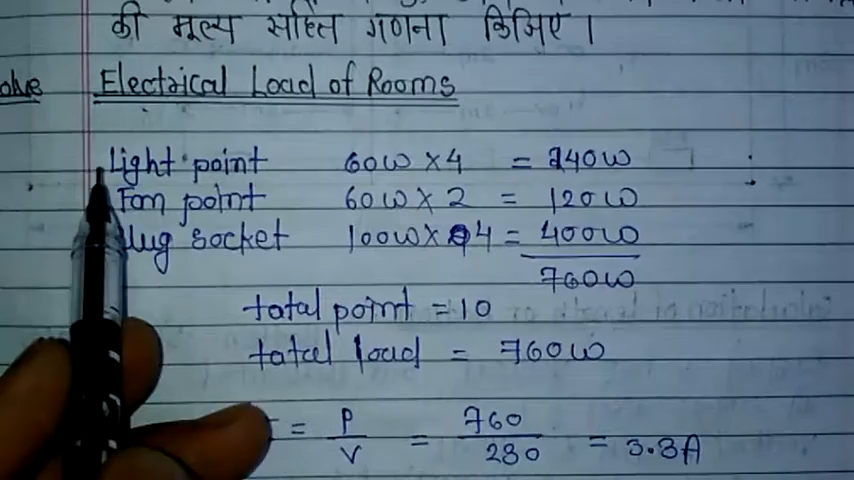 की मूल्य सहित गणना किजिए।
Electrical Load of Rooms
Light point 60W × 4 = 240W
Fan point 60W × 2 = 120W
Plug socket 100W × 4 = 400W
760W
total point = 10
total load = 760W
= P/V = 760/230 = 3.3A